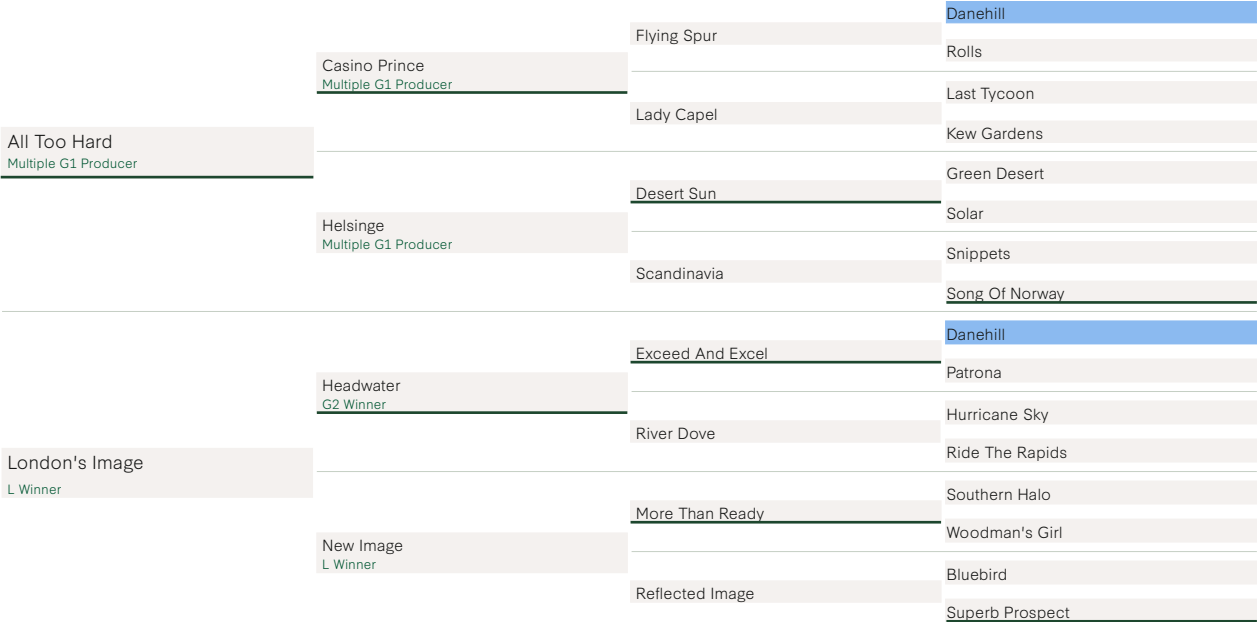 All Too Hard
Multiple G1 Producer
London's Image
L Winner
Casino Prince
Multiple G1 Producer
Helsinge
Multiple G1 Producer
Headwater
G2 Winner
New Image
L Winner
Flying Spur
Lady Capel
Desert Sun
Scandinavia
Exceed And Excel
River Dove
More Than Ready
Reflected Image
Danehill
Rolls
Last Tycoon
Kew Gardens
Green Desert
Solar
Snippets
Song Of Norway
Danehill
Patrona
Hurricane Sky
Ride The Rapids
Southern Halo
Woodman's Girl
Bluebird
Superb Prospect